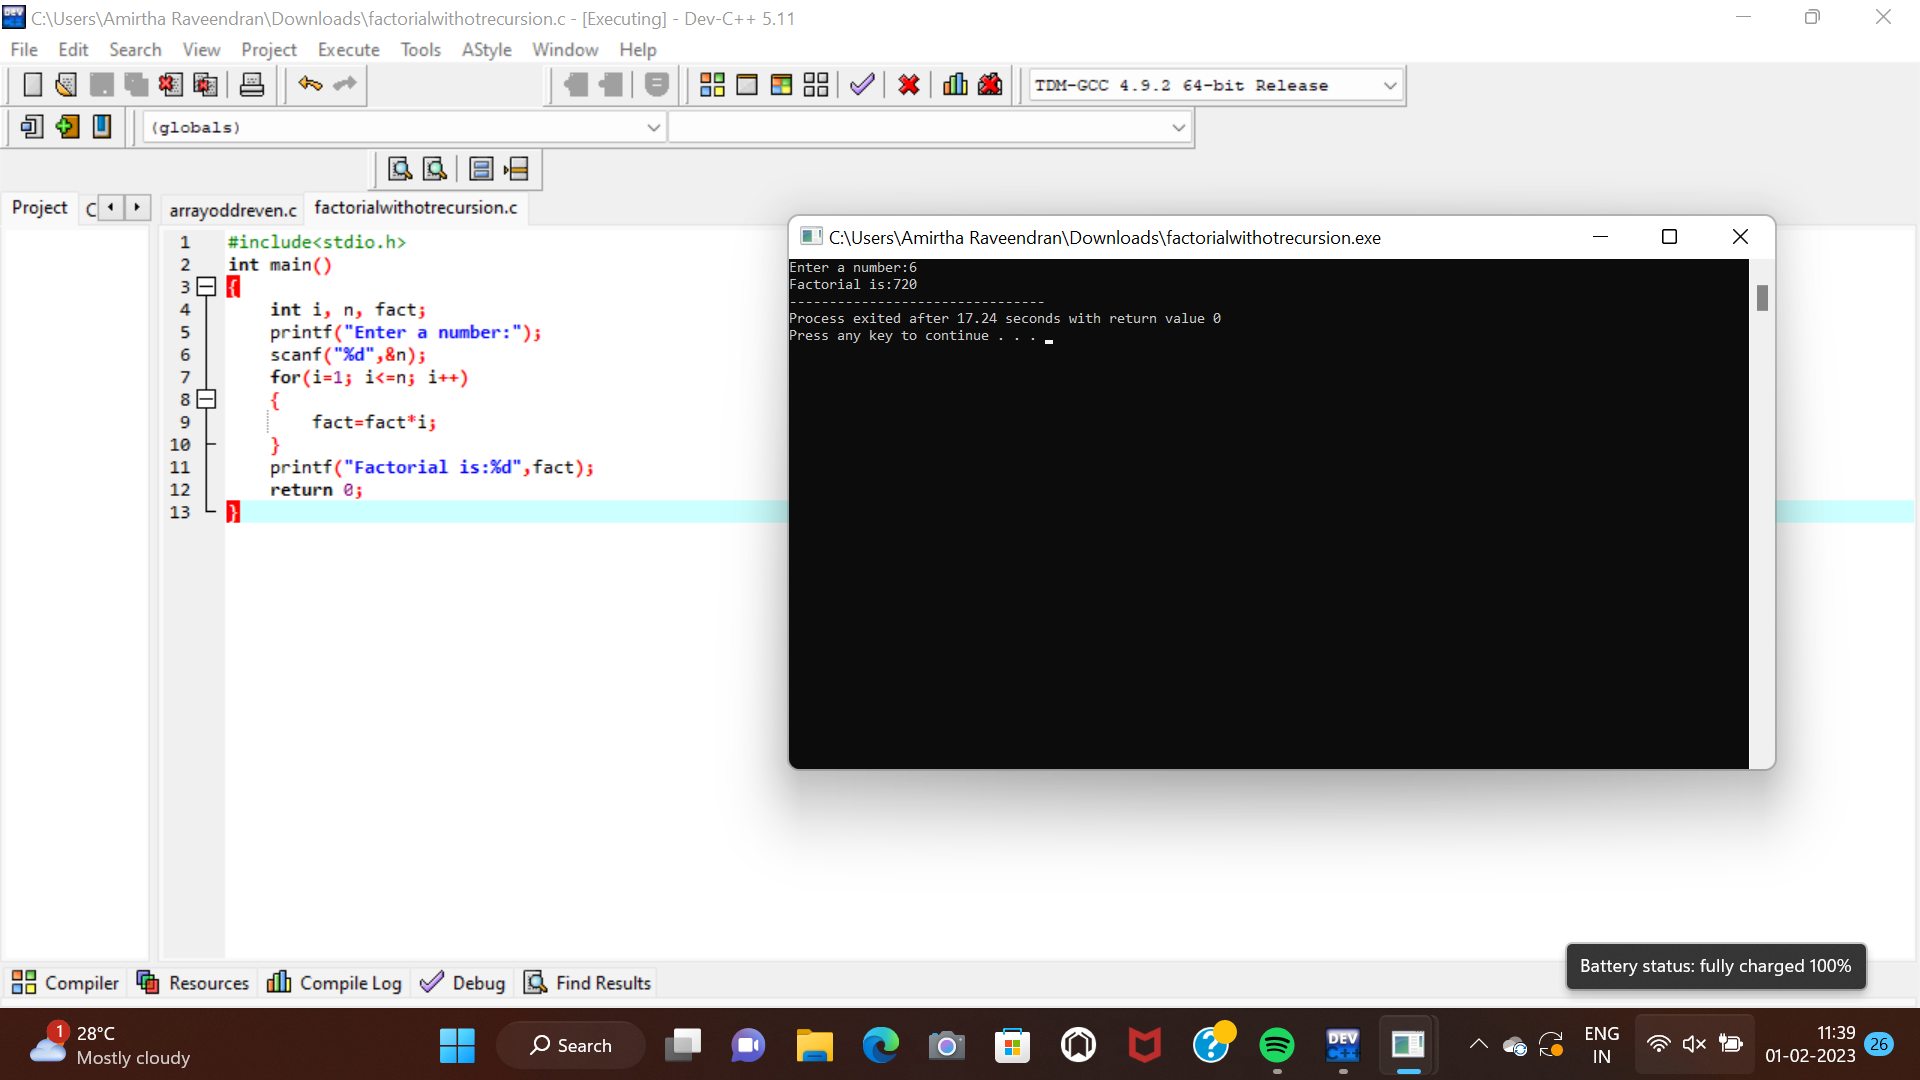 C:\Users\Amirtha Raveendran\Downloads\factorialwithotrecursion.c - [Executing] - Dev-C++ 5.11
File Edit Search View Project Execute Tools AStyle Window Help
TDM-GCC 4.9.2 64-bit Release
(globals)
Project C
arrayoddreven.c factorialwithotrecursion.c
1 #include<stdio.h>
2 int main()
3 {
4 int i, n, fact;
5 printf("Enter a number:");
6 scanf("%d",&n);
7 for(i=1; i<=n; i++)
8 {
9 fact=fact*i;
10 }
11 printf("Factorial is:%d",fact);
12 return 0;
13 }
C:\Users\Amirtha Raveendran\Downloads\factorialwithotrecursion.exe
Enter a number:6
Factorial is:720
--------------------------------
Process exited after 17.24 seconds with return value 0
Press any key to continue . . .
Compiler Resources Compile Log Debug Find Results
Battery status: fully charged 100%
1
28°C
Mostly cloudy
Search
DEV
C++
ENG
IN
11:39
01-02-2023
26